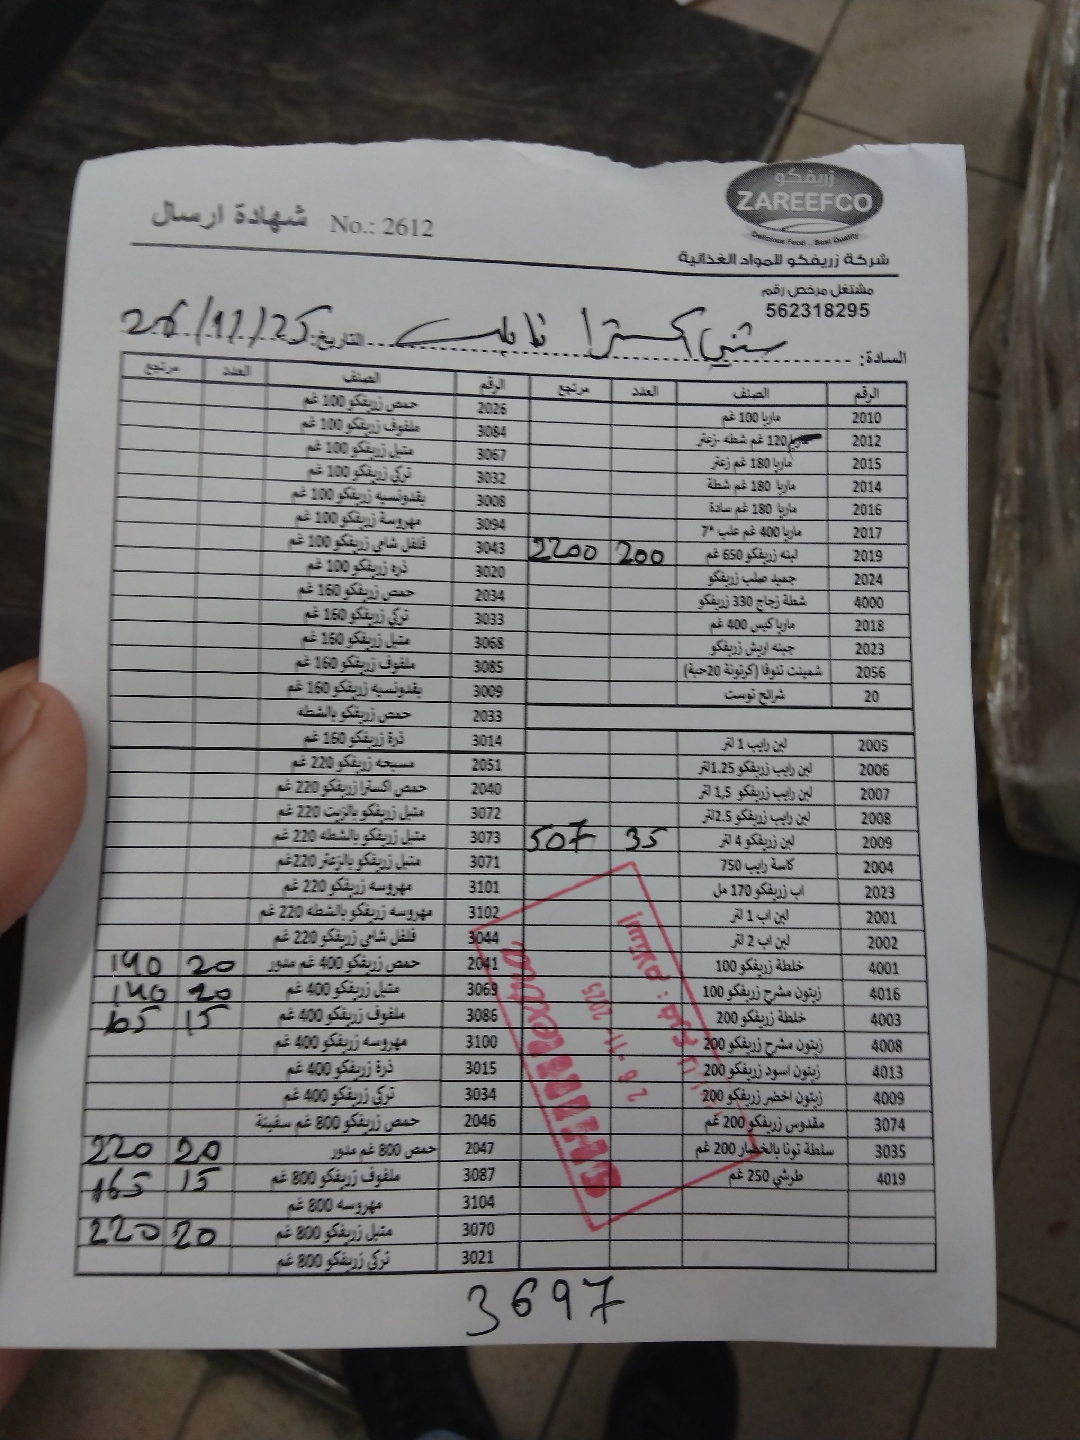 زريفكو
ZAREEFCO
Delicious Food . Best Quality
شهادة ارسال No.: 2612
شركة زريفكو للمواد الغذائية
مشتغل مرخص رقم
562318295
السادة: اكسترا نابلس التاريخ: 26/11/25
الرقم الصنف العدد مرتجع الرقم الصنف العدد مرتجع
2010 ماريا 100 غم 2026 حمص زريفكو 100 غم
2012 ماريا 120 غم شطه -زعتر 3084 ملفوف زريفكو 100 غم
2015 ماريا 180 غم زعتر 3067 متبل زريفكو 100 غم
2014 ماريا 180 غم شطة 3032 تركي زريفكو 100 غم
2016 ماريا 180 غم سادة 3008 بقدونسيه زريفكو 100 غم
2017 ماريا 400 غم علب *7 3094 مهروسة زريفكو 100 غم
2019 لبنه زريفكو 650 غم 200 2200 3043 فلفل شامي زريفكو 100 غم
2024 جميد صلب زريفكو 3020 ذره زريفكو 100 غم
4000 شطة زجاج 330 زريفكو 2034 حمص زريفكو 160 غم
2018 ماريا كيس 400 غم 3033 تركي زريفكو 160 غم
2023 جبنه اريش زريفكو 3068 متبل زريفكو 160 غم
2056 شمينت تنوفا (كرتونة 20حبة) 3085 ملفوف زريفكو 160 غم
20 شرائح توست 3009 بقدونسيه زريفكو 160 غم
2033 حمص زريفكو بالشطه
2005 لبن رايب 1 لتر 3014 ذرة زريفكو 160 غم
2006 لبن رايب زريفكو 1.25لتر 2051 مسبحه زريفكو 220 غم
2007 لبن رايب زريفكو 1,5 لتر 2040 حمص اكسترا زريفكو 220 غم
2008 لبن رايب زريفكو 2.5لتر 3072 متبل زريفكو بالزيت 220 غم
2009 لبن زريفكو 4 لتر 35 507 3073 متبل زريفكو بالشطه 220 غم
2004 كاسة رايب 750 3071 متبل زريفكو بالزعتر 220غم
2023 اب زريفكو 170 مل 3101 مهروسه زريفكو 220 غم
2001 لبن اب 1 لتر 3102 مهروسه زريفكو بالشطه 220 غم
2002 لبن اب 2 لتر 3044 فلفل شامي زريفكو 220 غم
4001 خلطة زريفكو 100 2041 حمص زريفكو 400 غم مدور 20 140
4016 زيتون مشرح زريفكو 100 3069 متبل زريفكو 400 غم 20 140
4003 خلطة زريفكو 200 3086 ملفوف زريفكو 400 غم 15 105
4008 زيتون مشرح زريفكو 200 3100 مهروسه زريفكو 400 غم
4013 زيتون اسود زريفكو 200 3015 ذرة زريفكو 400 غم
4009 زيتون اخضر زريفكو 200 3034 تركي زريفكو 400 غم
3074 مقدوس زريفكو 200 غم 2046 حمص زريفكو 800 غم سفينة
3035 سلطة تونا بالخضار 200 غم 2047 حمص 800 غم مدور 20 220
4019 طرشي 250 غم 3087 ملفوف زريفكو 800 غم 15 165
3104 مهروسه 800 غم
3070 متبل زريفكو 800 غم 20 220
3021 تركي زريفكو 800 غم
26 -11- 2025
3697